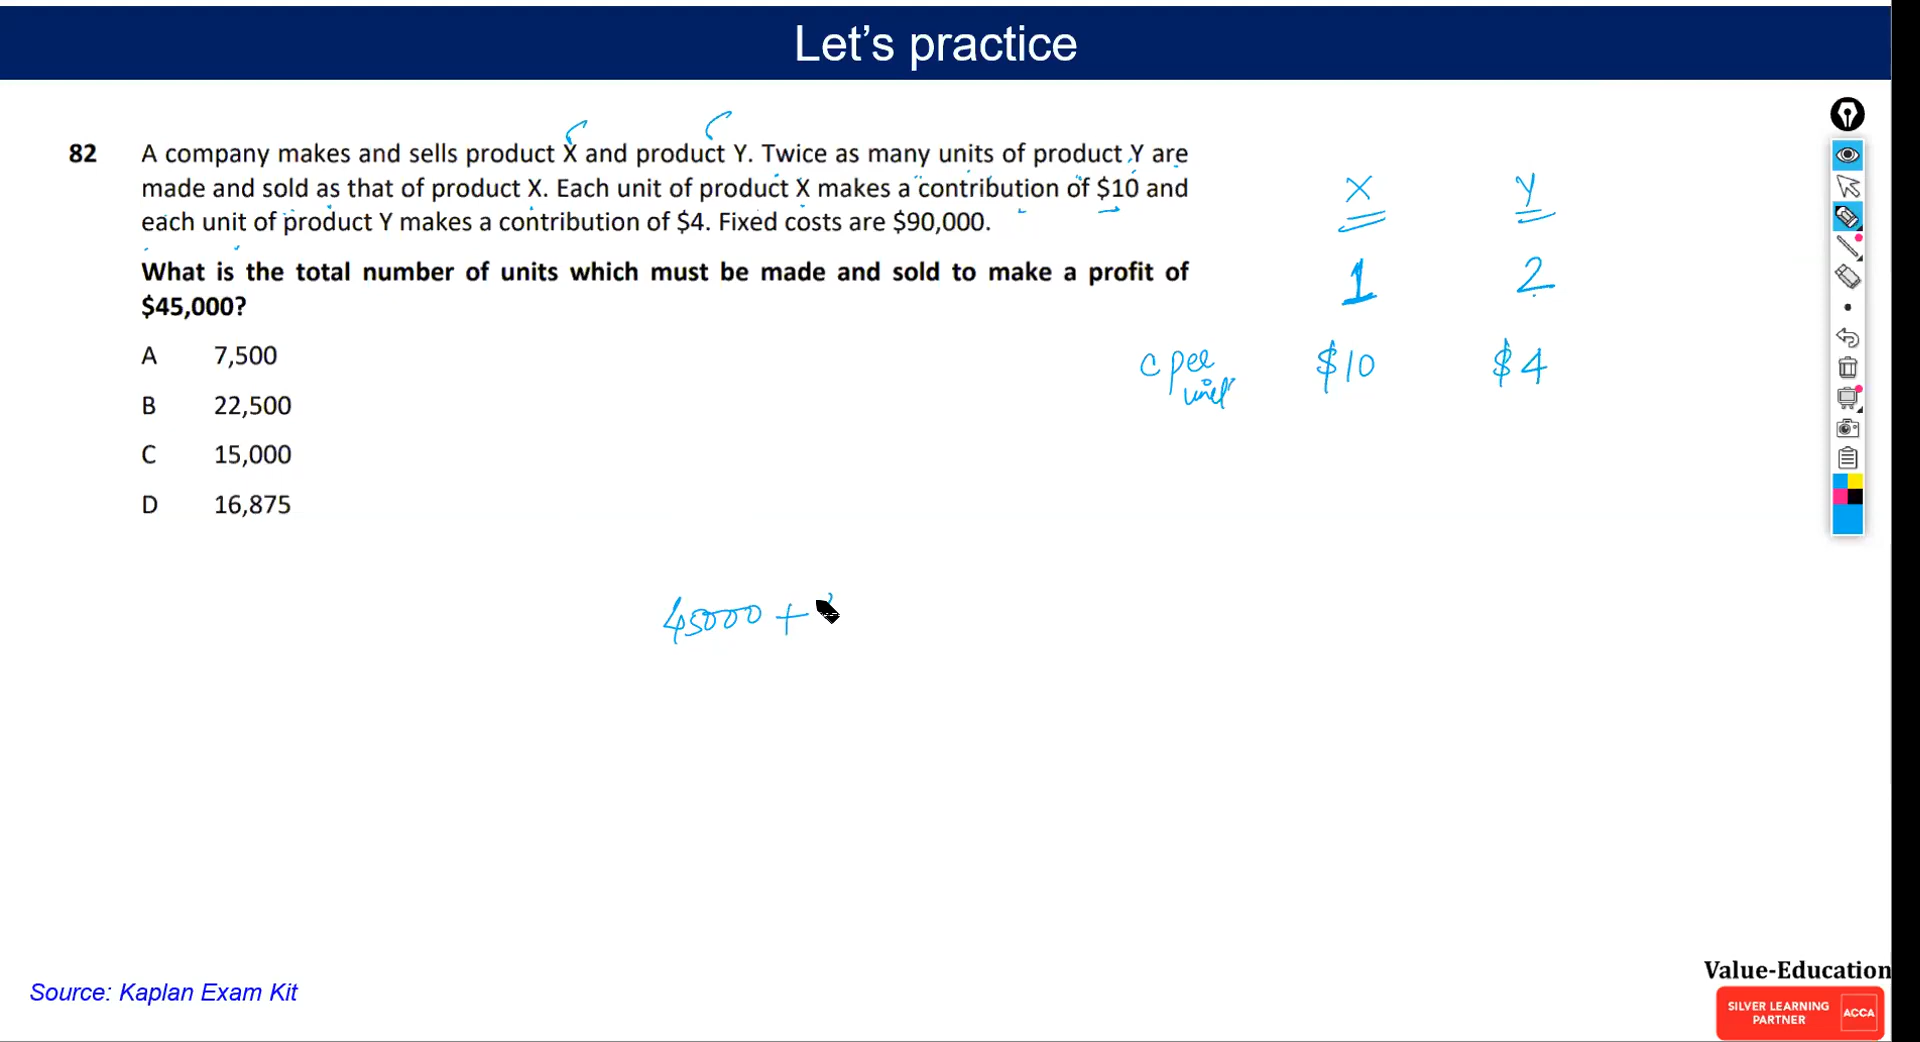 Let's practice
82 A company makes and sells product X and product Y. Twice as many units of product Y are
made and sold as that of product X. Each unit of product X makes a contribution of $10 and
each unit of product Y makes a contribution of $4. Fixed costs are $90,000.
What is the total number of units which must be made and sold to make a profit of
$45,000?
A 7,500
B 22,500
C 15,000
D 16,875
X Y
1 2
c per unit $10 $4
45000 +
Source: Kaplan Exam Kit
Value-Education
SILVER LEARNING
PARTNER
ACCA